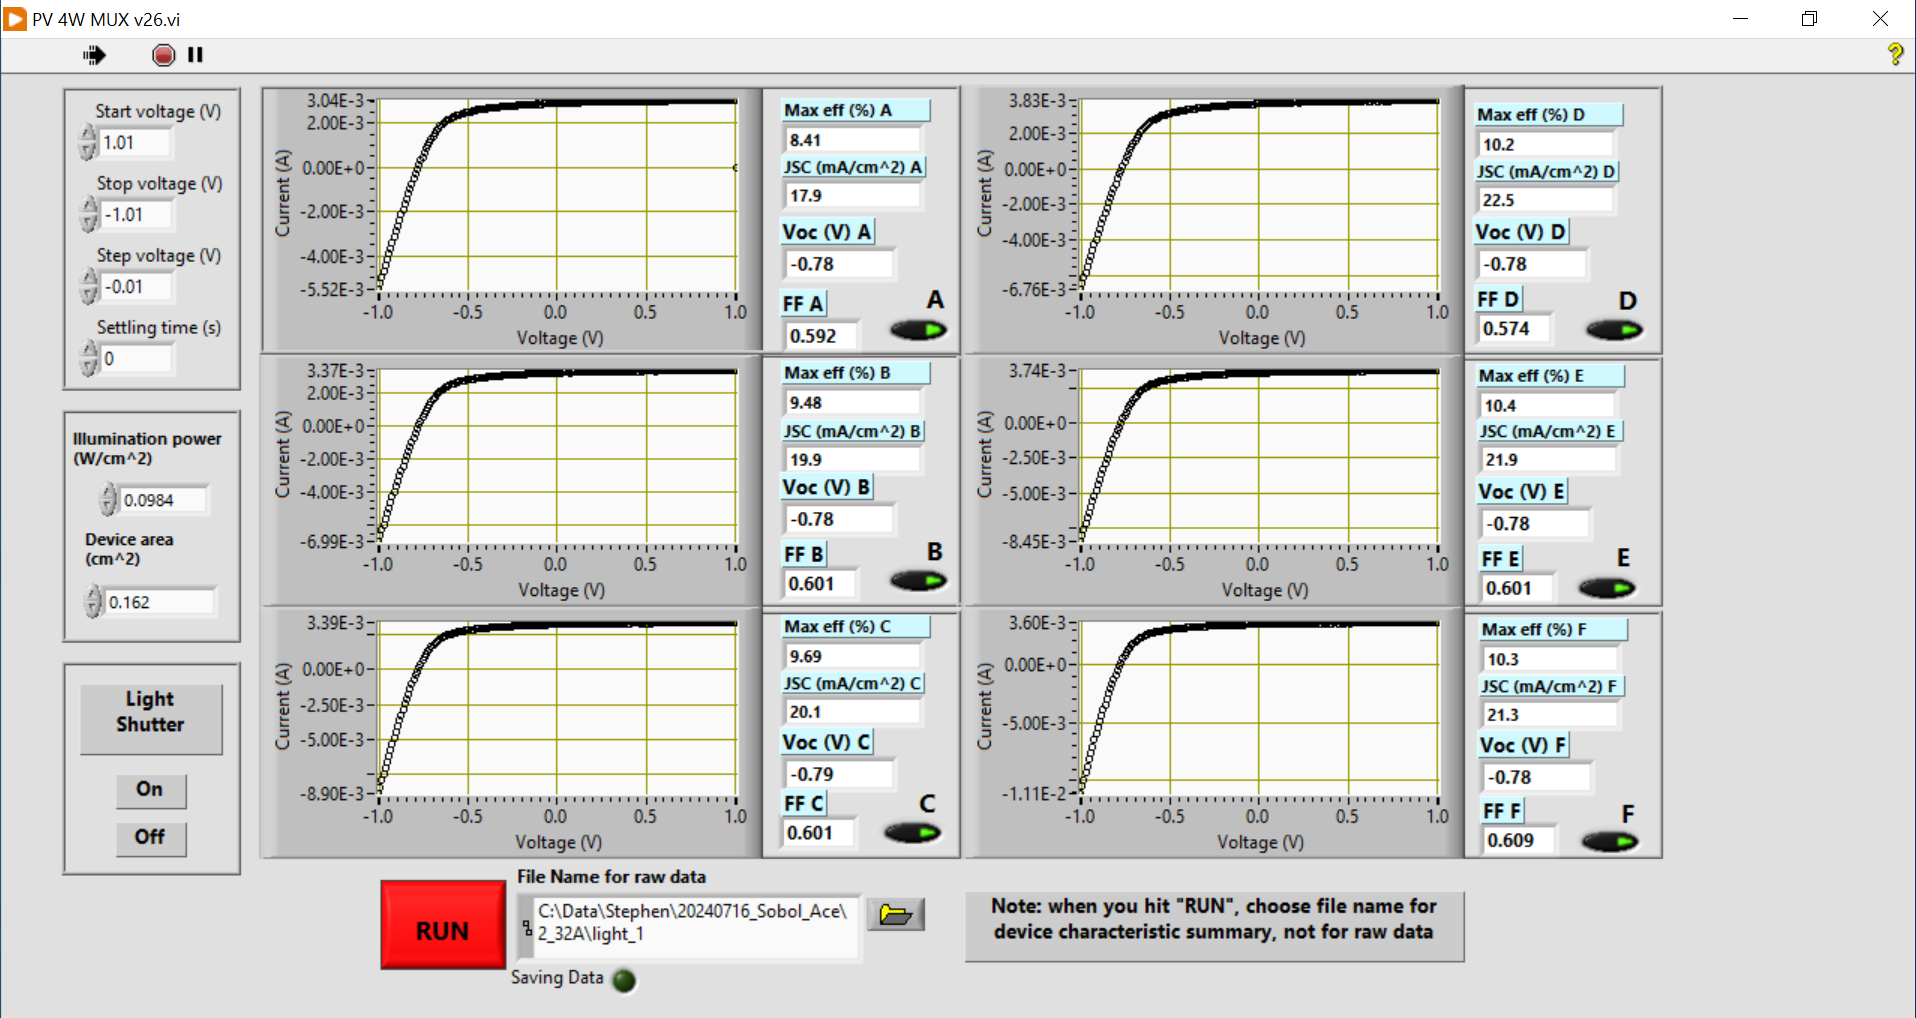 PV 4W MUX v26.vi
Start voltage (V)
1.01
Stop voltage (V)
-1.01
Step voltage (V)
-0.01
Settling time (s)
0
Illumination power
(W/cm^2)
0.0984
Device area
(cm^2)
0.162
Light
Shutter
On
Off
Current (A)
3.04E-3
2.00E-3
0.00E+0
-2.00E-3
-4.00E-3
-5.52E-3
-1.0 -0.5 0.0 0.5 1.0
Voltage (V)
Max eff (%) A
8.41
JSC (mA/cm^2) A
17.9
Voc (V) A
-0.78
FF A
0.592
A
Current (A)
3.83E-3
2.00E-3
0.00E+0
-2.00E-3
-4.00E-3
-6.76E-3
-1.0 -0.5 0.0 0.5 1.0
Voltage (V)
Max eff (%) D
10.2
JSC (mA/cm^2) D
22.5
Voc (V) D
-0.78
FF D
0.574
D
Current (A)
3.37E-3
2.00E-3
0.00E+0
-2.00E-3
-4.00E-3
-6.99E-3
-1.0 -0.5 0.0 0.5 1.0
Voltage (V)
Max eff (%) B
9.48
JSC (mA/cm^2) B
19.9
Voc (V) B
-0.78
FF B
0.601
B
Current (A)
3.74E-3
0.00E+0
-2.50E-3
-5.00E-3
-8.45E-3
-1.0 -0.5 0.0 0.5 1.0
Voltage (V)
Max eff (%) E
10.4
JSC (mA/cm^2) E
21.9
Voc (V) E
-0.78
FF E
0.601
E
Current (A)
3.39E-3
0.00E+0
-2.50E-3
-5.00E-3
-8.90E-3
-1.0 -0.5 0.0 0.5 1.0
Voltage (V)
Max eff (%) C
9.69
JSC (mA/cm^2) C
20.1
Voc (V) C
-0.79
FF C
0.601
C
Current (A)
3.60E-3
0.00E+0
-5.00E-3
-1.11E-2
-1.0 -0.5 0.0 0.5 1.0
Voltage (V)
Max eff (%) F
10.3
JSC (mA/cm^2) F
21.3
Voc (V) F
-0.78
FF F
0.609
F
RUN
File Name for raw data
C:\Data\Stephen\20240716_Sobol_Ace\
2_32A\light_1
Saving Data
Note: when you hit "RUN", choose file name for
device characteristic summary, not for raw data